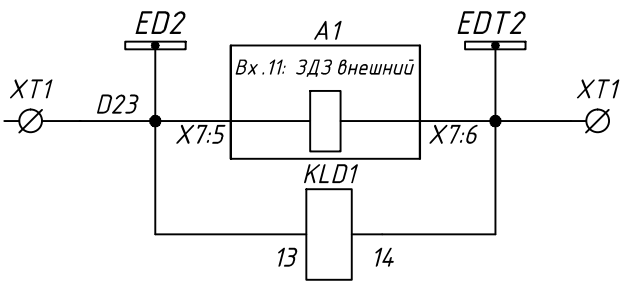 ED2
EDT2
A1
Вх.11: ЗДЗ внешний
XT1
XT1
D23
X7:5
X7:6
KLD1
13
14